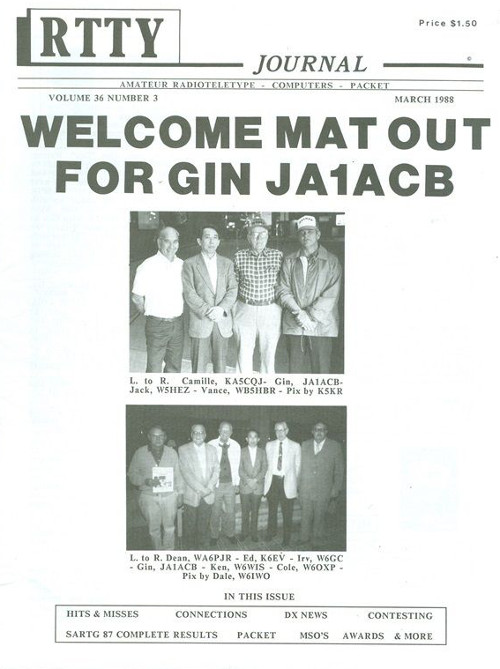 RTTY
JOURNAL
Price $1.50
©
AMATEUR RADIOTELETYPE - COMPUTERS - PACKET
VOLUME 36 NUMBER 3
MARCH 1988
WELCOME MAT OUT
FOR GIN JA1ACB
L. to R. Camille, KA5CQJ- Gin, JA1ACB-
Jack, W5HEZ - Vance, WB5HBR - Pix by K5KR
L. to R. Dean, WA6PJR - Ed, K6EV - Irv, W6GC
- Gin, JA1ACB - Ken, W6WIS - Cole, W6OXP -
Pix by Dale, W6IWO
IN THIS ISSUE
HITS & MISSES CONNECTIONS DX NEWS CONTESTING
SARTG 87 COMPLETE RESULTS PACKET MSO'S AWARDS & MORE